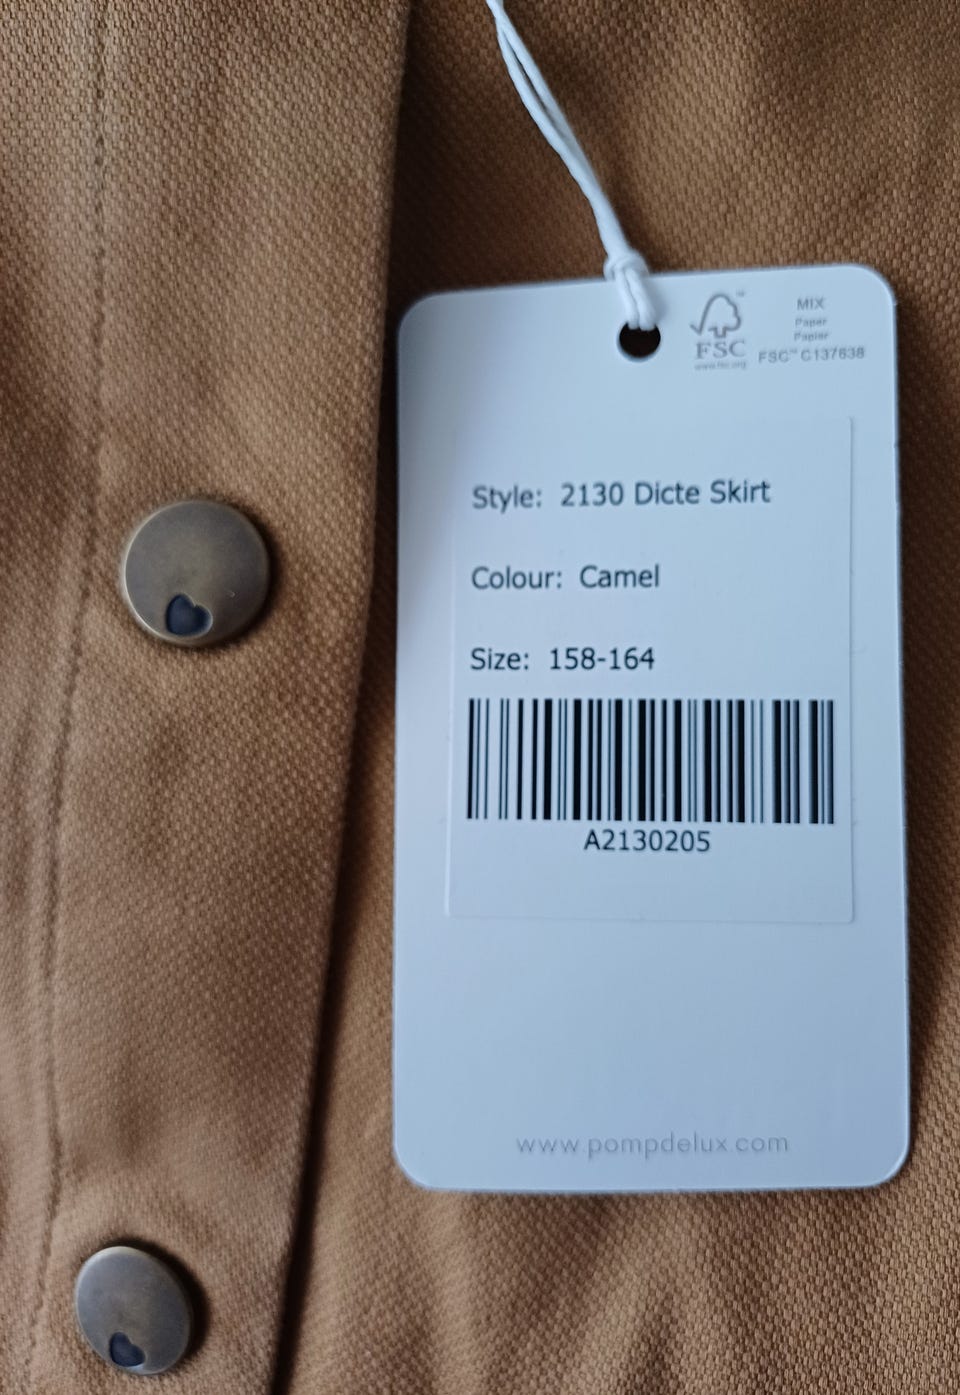 FSC
www.fsc.org
MIX
Paper
Papier
FSC™ C137638
Style: 2130 Dicte Skirt
Colour: Camel
Size: 158-164
A2130205
www.pompdelux.com